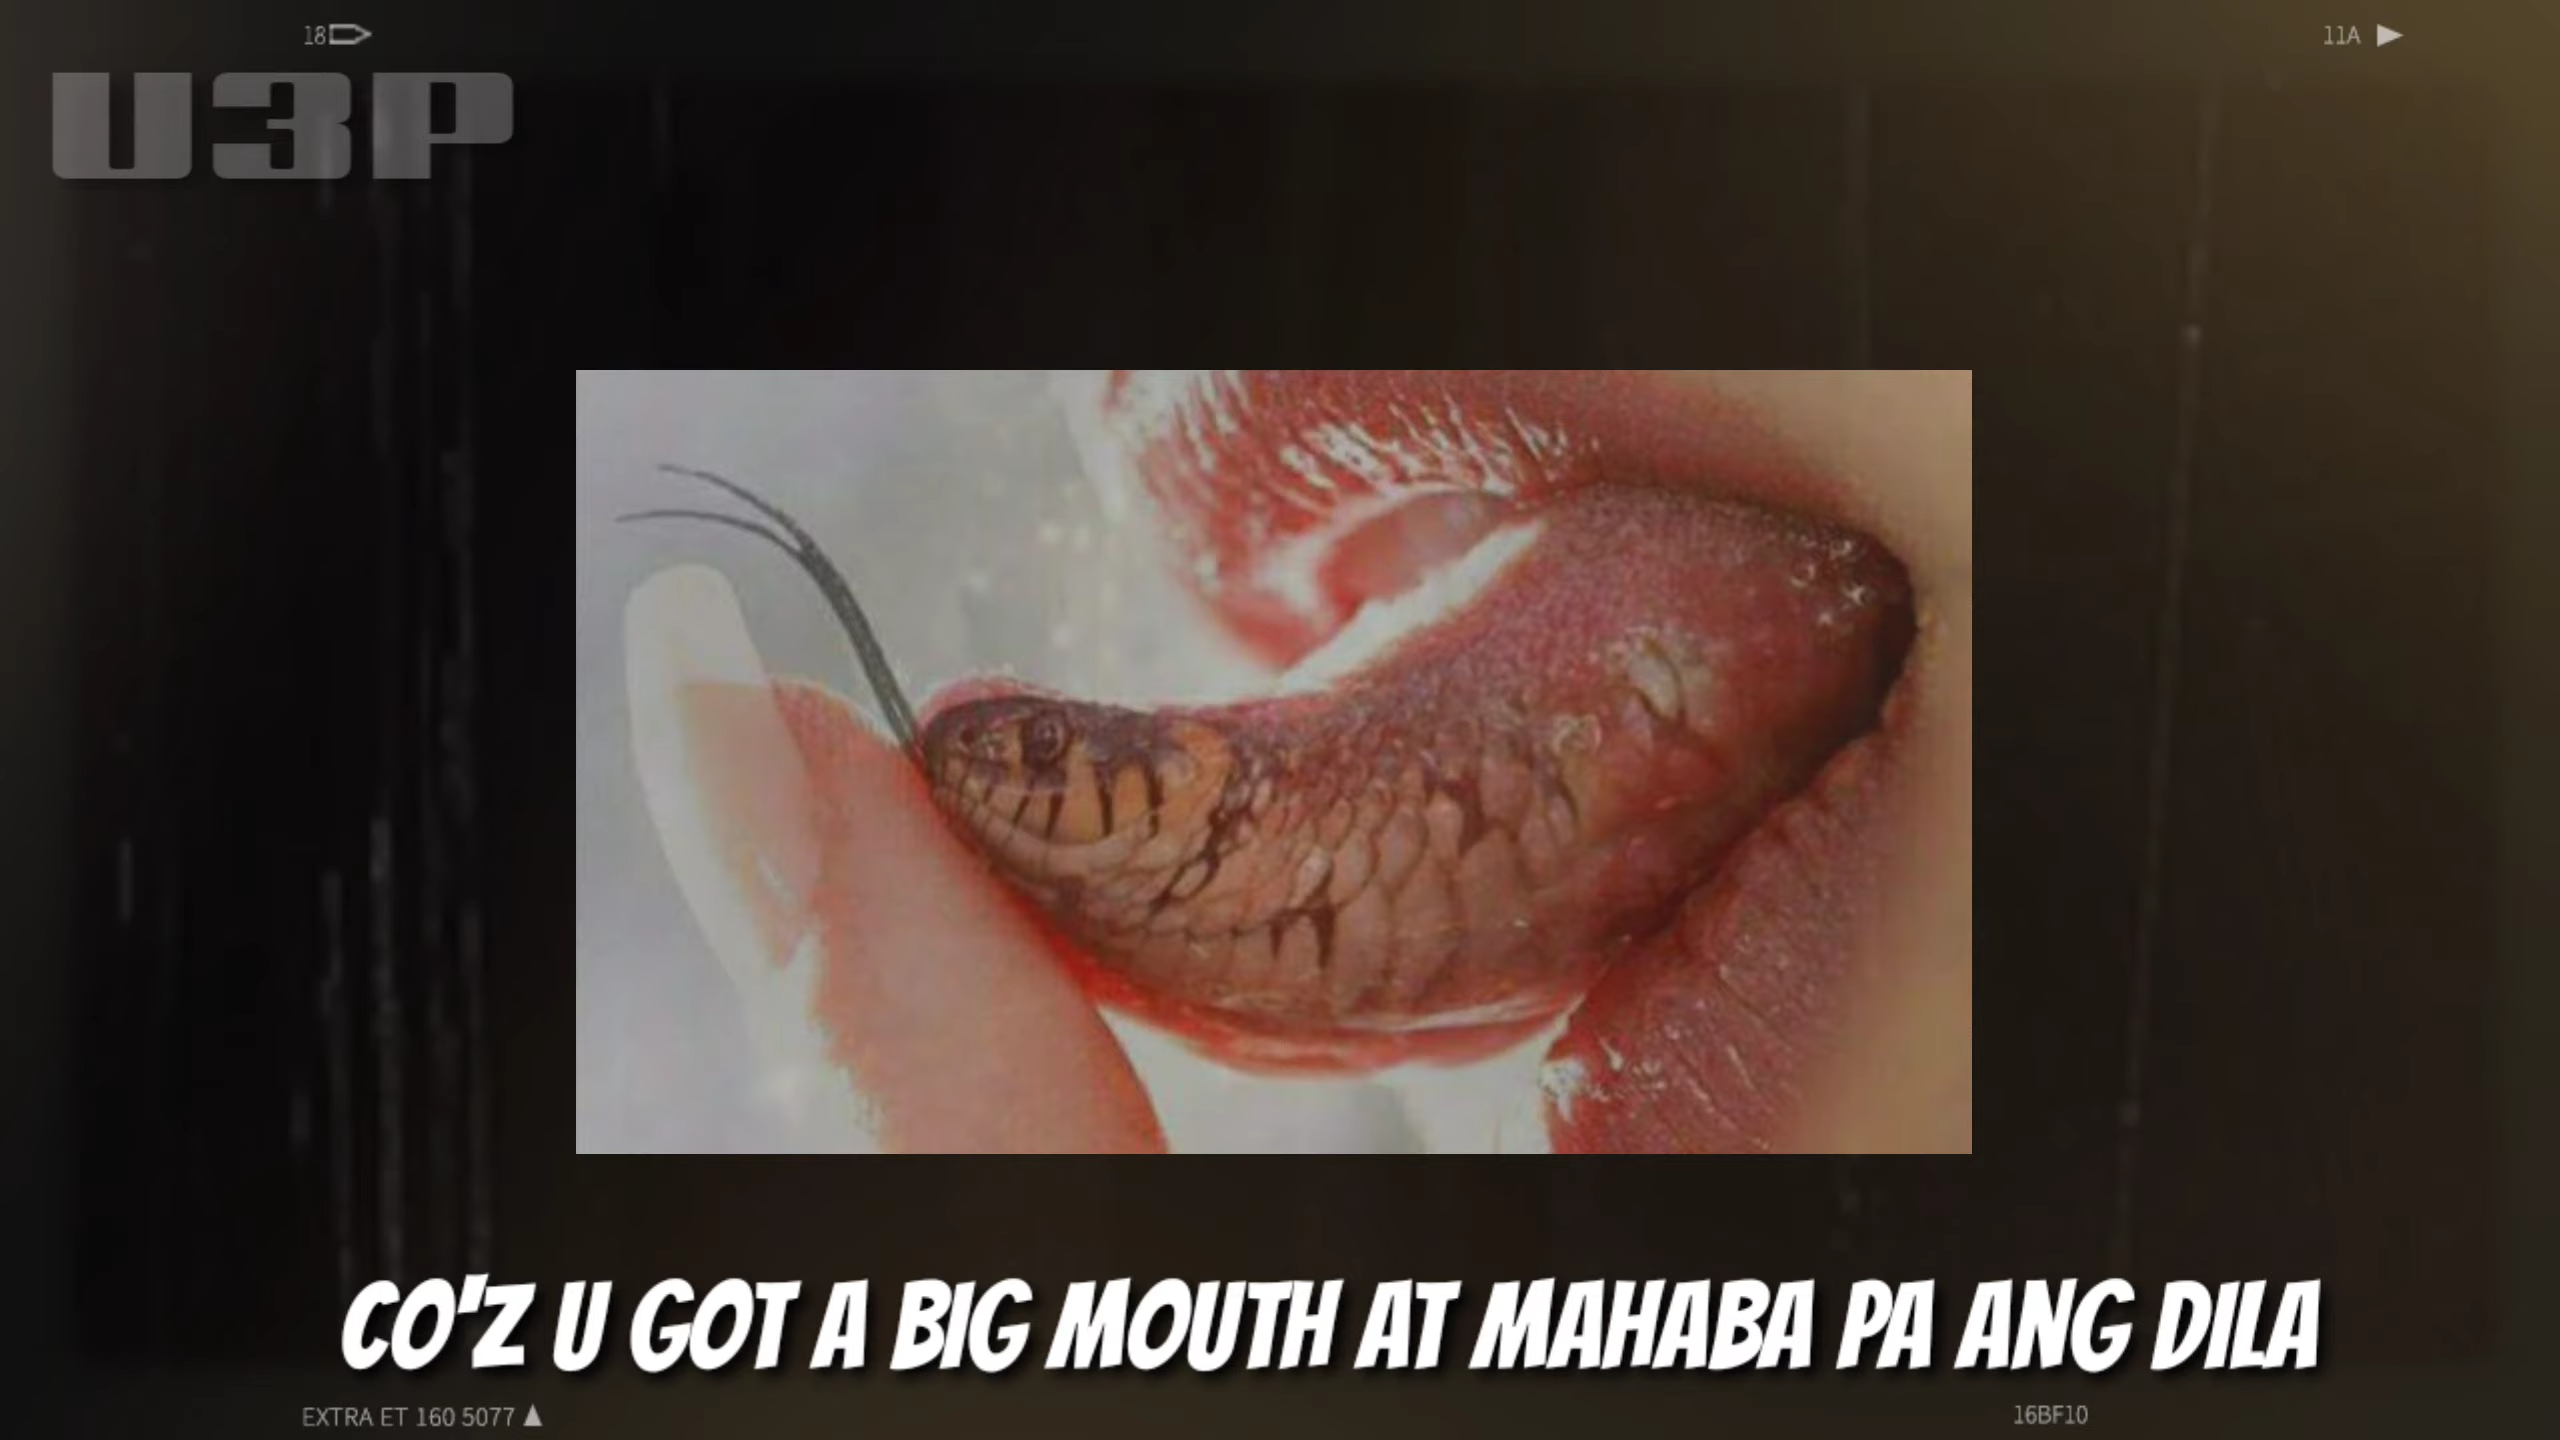 18
11A
U3P
CO'Z U GOT A BIG MOUTH AT MAHABA PA ANG DILA
EXTRA ET 160 5077
16BF10